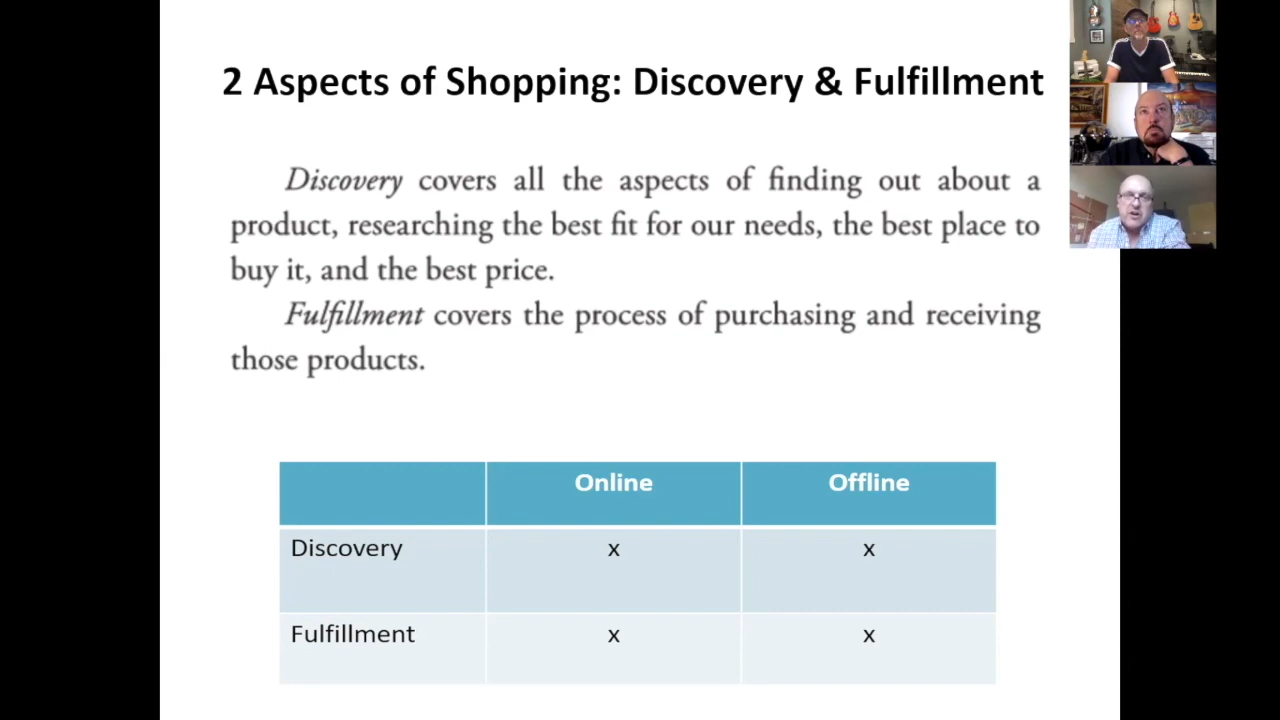 2 Aspects of Shopping: Discovery & Fulfillment
Discovery covers all the aspects of finding out about a
product, researching the best fit for our needs, the best place to
buy it, and the best price.
Fulfillment covers the process of purchasing and receiving
those products.
Online Offline
Discovery x x
Fulfillment x x